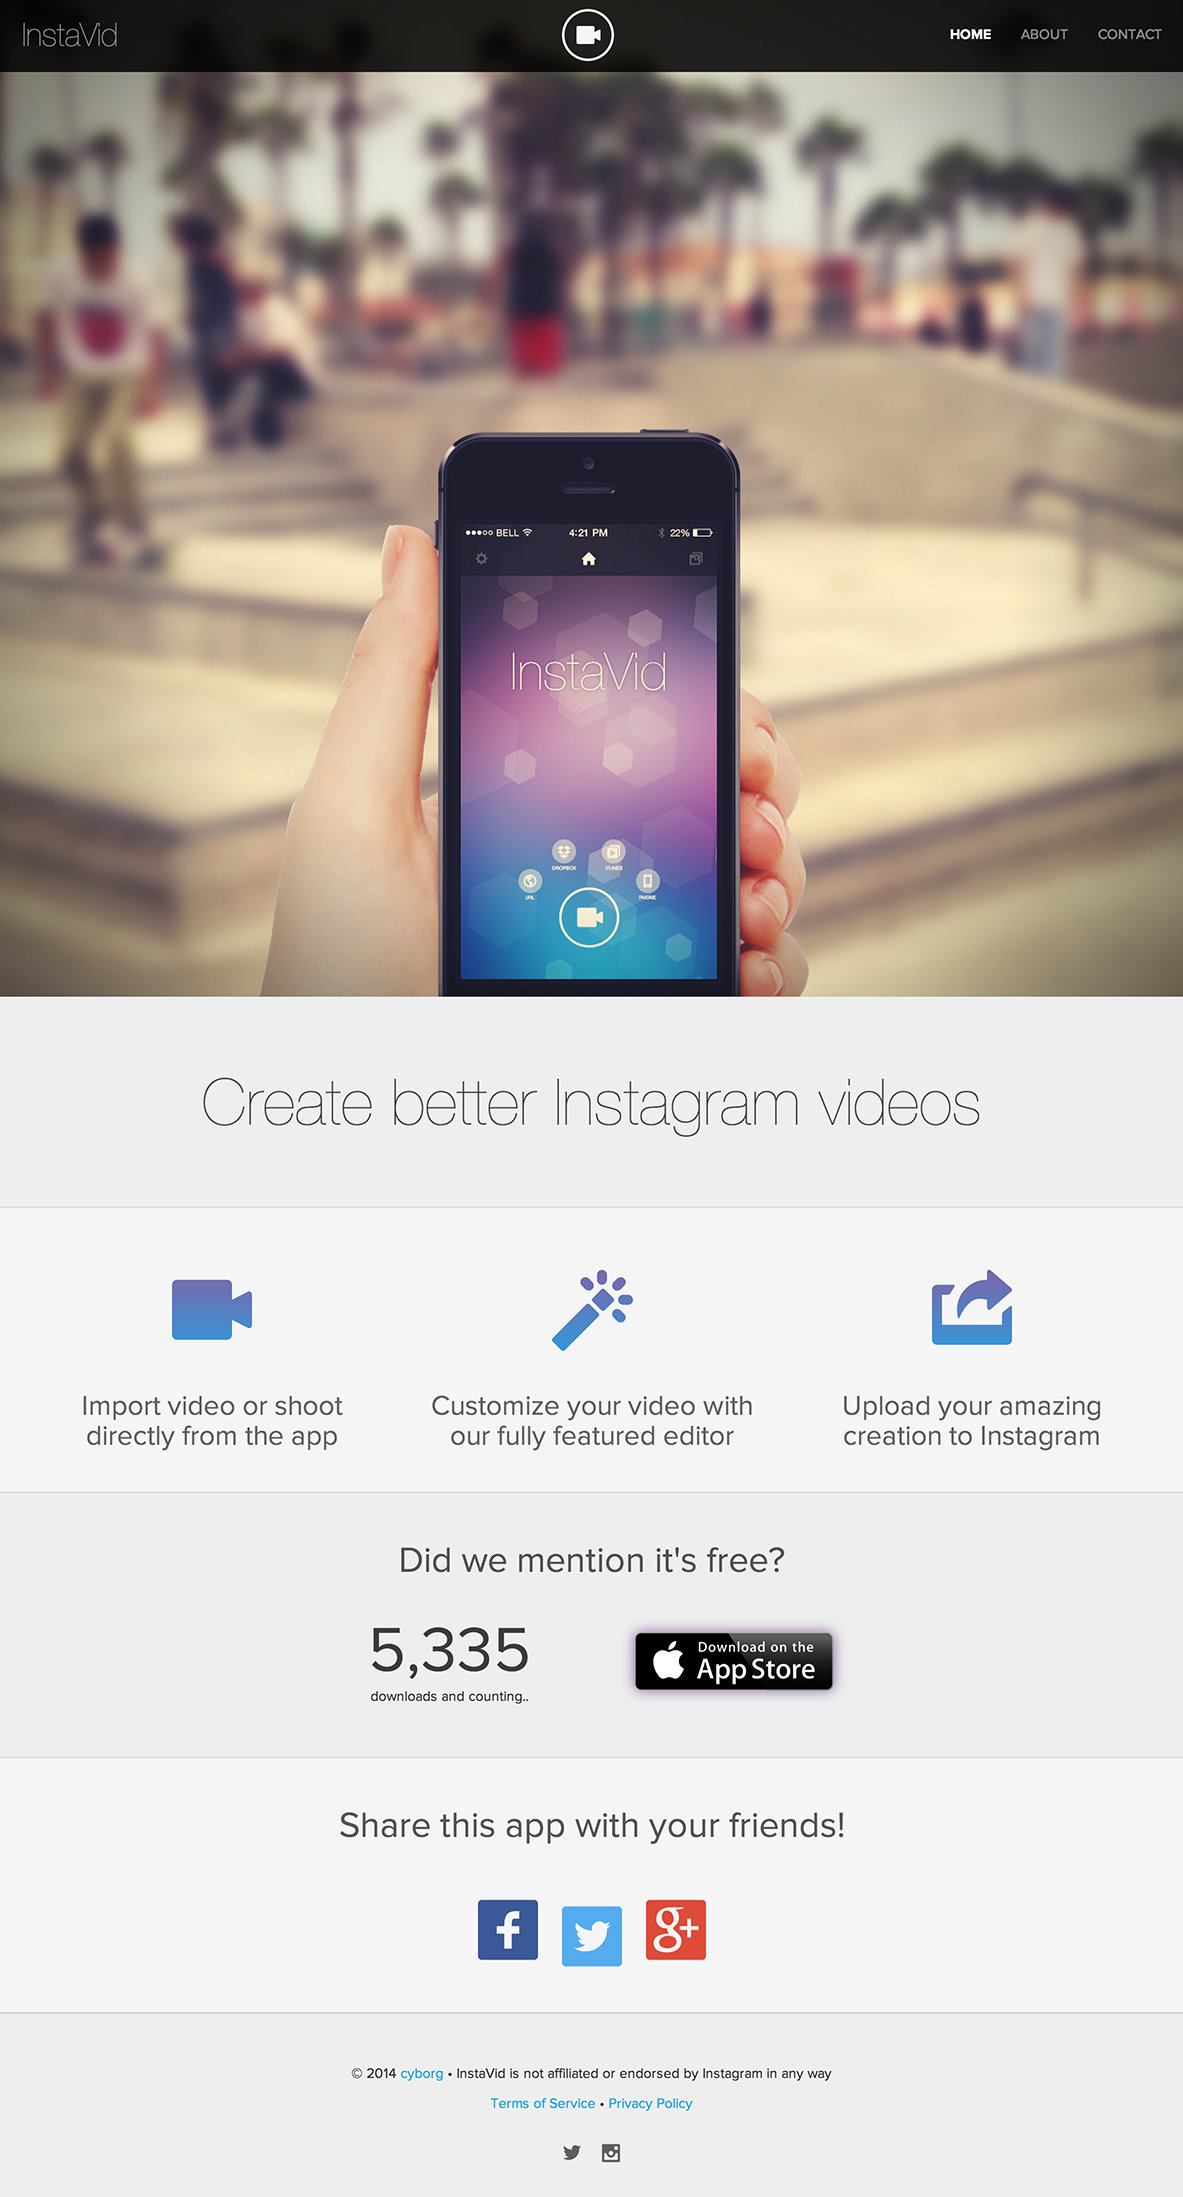 InstaVid
HOME ABOUT CONTACT
BELL 4:21 PM 22%
InstaVid
DROPBOX ITUNES
URL PHONE
Create better Instagram videos
Import video or shoot
directly from the app
Customize your video with
our fully featured editor
Upload your amazing
creation to Instagram
Did we mention it's free?
5,335
downloads and counting..
Download on the
App Store
Share this app with your friends!
f
g+
© 2014 cyborg • InstaVid is not affiliated or endorsed by Instagram in any way
Terms of Service • Privacy Policy